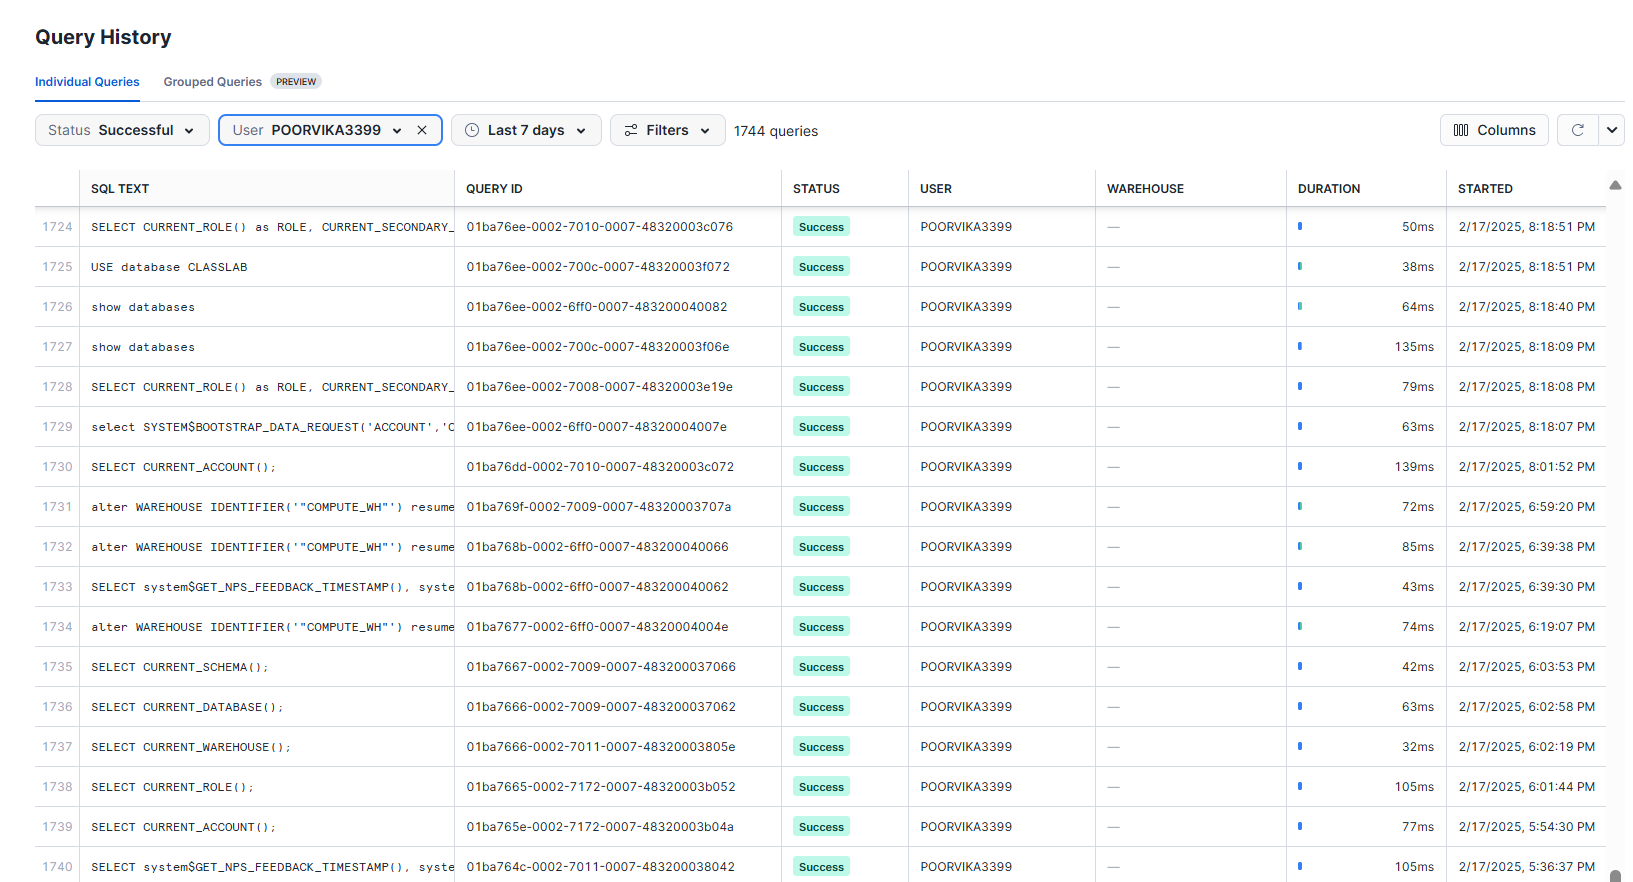 Query History
Individual Queries Grouped Queries PREVIEW
Status Successful User POORVIKA3399 Last 7 days Filters 1744 queries Columns
SQL TEXT QUERY ID STATUS USER WAREHOUSE DURATION STARTED
1724 SELECT CURRENT_ROLE() as ROLE, CURRENT_SECONDARY_ 01ba76ee-0002-7010-0007-48320003c076 Success POORVIKA3399 — 50ms 2/17/2025, 8:18:51 PM
1725 USE database CLASSLAB 01ba76ee-0002-700c-0007-48320003f072 Success POORVIKA3399 — 38ms 2/17/2025, 8:18:51 PM
1726 show databases 01ba76ee-0002-6ff0-0007-483200040082 Success POORVIKA3399 — 64ms 2/17/2025, 8:18:40 PM
1727 show databases 01ba76ee-0002-700c-0007-48320003f06e Success POORVIKA3399 — 135ms 2/17/2025, 8:18:09 PM
1728 SELECT CURRENT_ROLE() as ROLE, CURRENT_SECONDARY_ 01ba76ee-0002-7008-0007-48320003e19e Success POORVIKA3399 — 79ms 2/17/2025, 8:18:08 PM
1729 select SYSTEM$BOOTSTRAP_DATA_REQUEST('ACCOUNT','C 01ba76ee-0002-6ff0-0007-48320004007e Success POORVIKA3399 — 63ms 2/17/2025, 8:18:07 PM
1730 SELECT CURRENT_ACCOUNT(); 01ba76dd-0002-7010-0007-48320003c072 Success POORVIKA3399 — 139ms 2/17/2025, 8:01:52 PM
1731 alter WAREHOUSE IDENTIFIER('"COMPUTE_WH"') resume 01ba769f-0002-7009-0007-48320003707a Success POORVIKA3399 — 72ms 2/17/2025, 6:59:20 PM
1732 alter WAREHOUSE IDENTIFIER('"COMPUTE_WH"') resume 01ba768b-0002-6ff0-0007-483200040066 Success POORVIKA3399 — 85ms 2/17/2025, 6:39:38 PM
1733 SELECT system$GET_NPS_FEEDBACK_TIMESTAMP(), syste 01ba768b-0002-6ff0-0007-483200040062 Success POORVIKA3399 — 43ms 2/17/2025, 6:39:30 PM
1734 alter WAREHOUSE IDENTIFIER('"COMPUTE_WH"') resume 01ba7677-0002-6ff0-0007-48320004004e Success POORVIKA3399 — 74ms 2/17/2025, 6:19:07 PM
1735 SELECT CURRENT_SCHEMA(); 01ba7667-0002-7009-0007-483200037066 Success POORVIKA3399 — 42ms 2/17/2025, 6:03:53 PM
1736 SELECT CURRENT_DATABASE(); 01ba7666-0002-7009-0007-483200037062 Success POORVIKA3399 — 63ms 2/17/2025, 6:02:58 PM
1737 SELECT CURRENT_WAREHOUSE(); 01ba7666-0002-7011-0007-48320003805e Success POORVIKA3399 — 32ms 2/17/2025, 6:02:19 PM
1738 SELECT CURRENT_ROLE(); 01ba7665-0002-7172-0007-48320003b052 Success POORVIKA3399 — 105ms 2/17/2025, 6:01:44 PM
1739 SELECT CURRENT_ACCOUNT(); 01ba765e-0002-7172-0007-48320003b04a Success POORVIKA3399 — 77ms 2/17/2025, 5:54:30 PM
1740 SELECT system$GET_NPS_FEEDBACK_TIMESTAMP(), syste 01ba764c-0002-7011-0007-483200038042 Success POORVIKA3399 — 105ms 2/17/2025, 5:36:37 PM